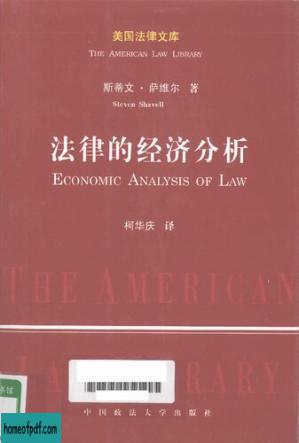 美国法律文库
THE AMERICAN LAW LIBRARY
斯蒂文·萨维尔 著
Steven Shavell
法律的经济分析
ECONOMIC ANALYSIS OF LAW
柯华庆 译
THE AMERICAN
LAW LIBRARY
中国政法大学出版社
homeofpdf.com